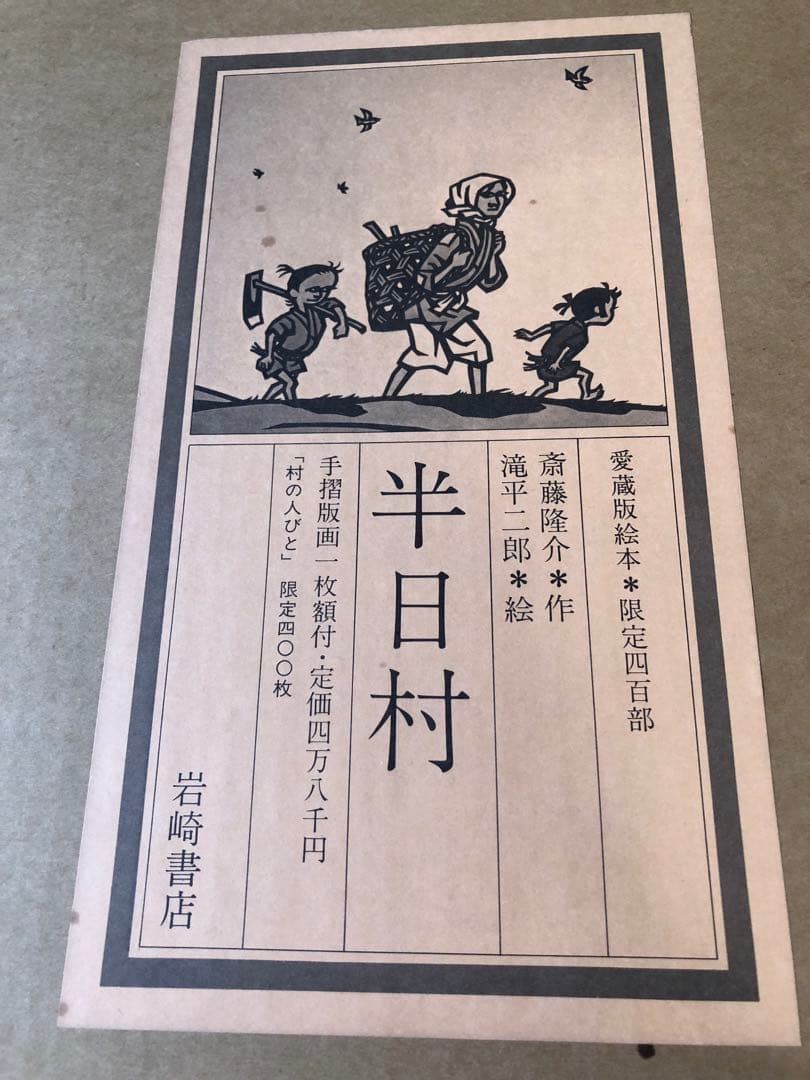 愛蔵版絵本＊限定四百部
斎藤隆介＊作
滝平二郎＊絵
半日村
手摺版画一枚額付・定価四万八千円
「村の人びと」 限定四〇〇枚
岩崎書店